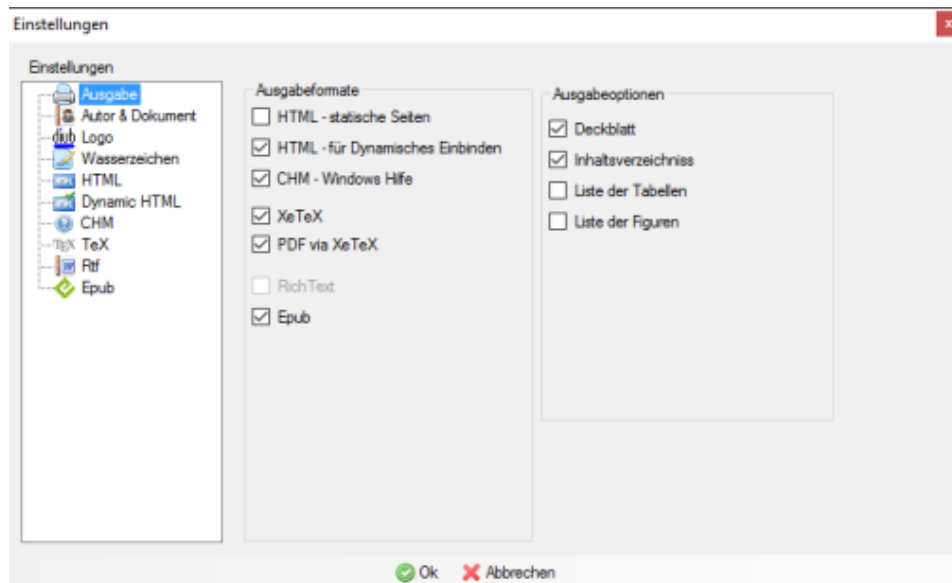 Einstellungen
x
Einstellungen
Ausgabe
Autor & Dokument
diub Logo
Wasserzeichen
HTML
Dynamic HTML
CHM
TEX TeX
Rtf
Epub
Ausgabeformate
HTML - statische Seiten
HTML - für Dynamisches Einbinden
CHM - Windows Hilfe
XeTeX
PDF via XeTeX
RichText
Epub
Ausgabeoptionen
Deckblatt
Inhaltsverzeichniss
Liste der Tabellen
Liste der Figuren
Ok
Abbrechen